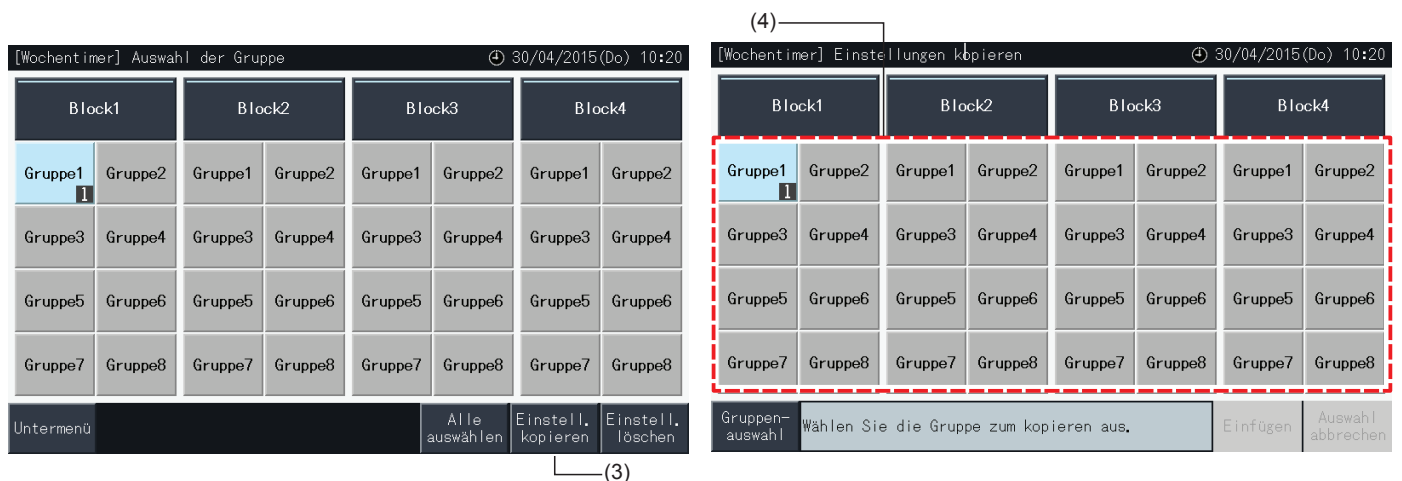 (4)
[Wochentimer] Auswahl der Gruppe 30/04/2015(Do) 10:20
Block1 Block2 Block3 Block4
Gruppe1 Gruppe2 Gruppe1 Gruppe2 Gruppe1 Gruppe2 Gruppe1 Gruppe2
1
Gruppe3 Gruppe4 Gruppe3 Gruppe4 Gruppe3 Gruppe4 Gruppe3 Gruppe4
Gruppe5 Gruppe6 Gruppe5 Gruppe6 Gruppe5 Gruppe6 Gruppe5 Gruppe6
Gruppe7 Gruppe8 Gruppe7 Gruppe8 Gruppe7 Gruppe8 Gruppe7 Gruppe8
Untermenü
Alle
auswählen
Einstell.
kopieren
Einstell.
löschen
(3)
[Wochentimer] Einstellungen kopieren 30/04/2015(Do) 10:20
Block1 Block2 Block3 Block4
Gruppe1 Gruppe2 Gruppe1 Gruppe2 Gruppe1 Gruppe2 Gruppe1 Gruppe2
1
Gruppe3 Gruppe4 Gruppe3 Gruppe4 Gruppe3 Gruppe4 Gruppe3 Gruppe4
Gruppe5 Gruppe6 Gruppe5 Gruppe6 Gruppe5 Gruppe6 Gruppe5 Gruppe6
Gruppe7 Gruppe8 Gruppe7 Gruppe8 Gruppe7 Gruppe8 Gruppe7 Gruppe8
Gruppen-
auswahl
Wählen Sie die Gruppe zum kopieren aus.
Einfügen
Auswahl
abbrechen